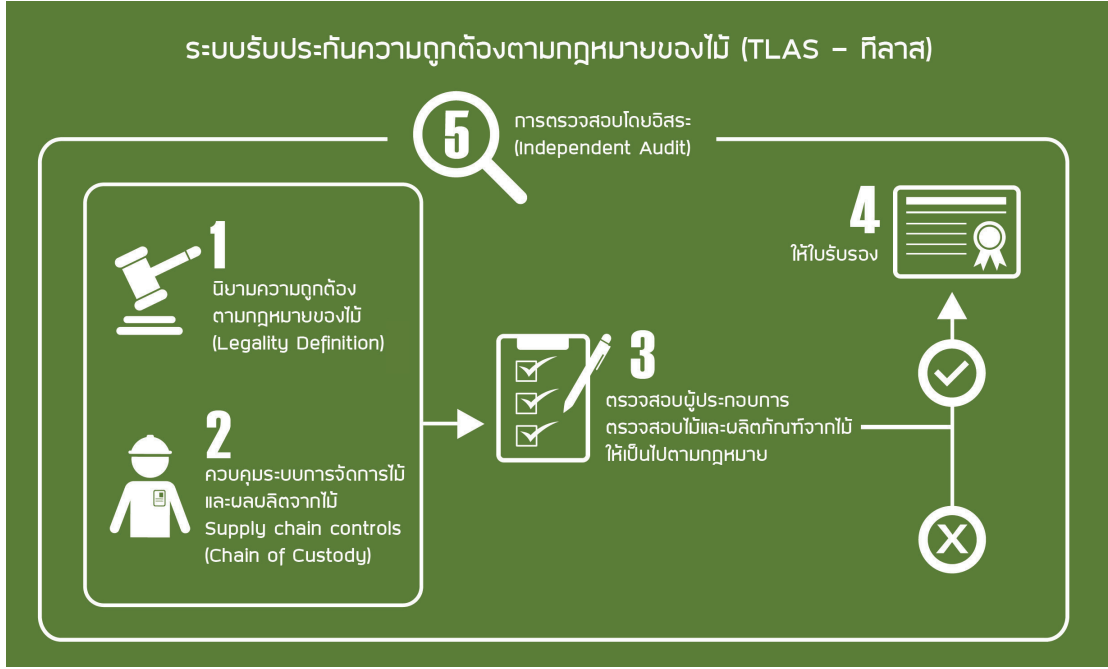 ระบบรับประกันความถูกต้องตามกฎหมายของไม้ (TLAS – ทีลาส)
5
การตรวจสอบโดยอิสระ
(Independent Audit)
1
นิยามความถูกต้อง
ตามกฎหมายของไม้
(Legality Definition)
2
ควบคุมระบบการจัดการไม้
และผลผลิตจากไม้
Supply chain controls
(Chain of Custody)
3
ตรวจสอบผู้ประกอบการ
ตรวจสอบไม้และผลิตภัณฑ์จากไม้
ให้เป็นไปตามกฎหมาย
4
ให้ใบรับรอง
X